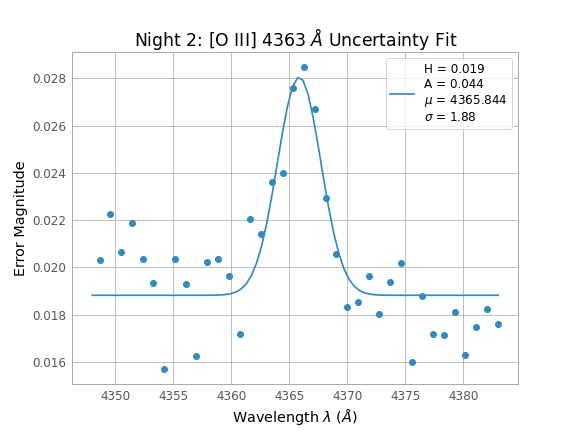 Night 2: [O III] 4363 Å Uncertainty Fit
H = 0.019
A = 0.044
μ = 4365.844
σ = 1.88
0.028
0.026
0.024
0.022
0.020
0.018
0.016
Error Magnitude
4350 4355 4360 4365 4370 4375 4380
Wavelength λ (Å)